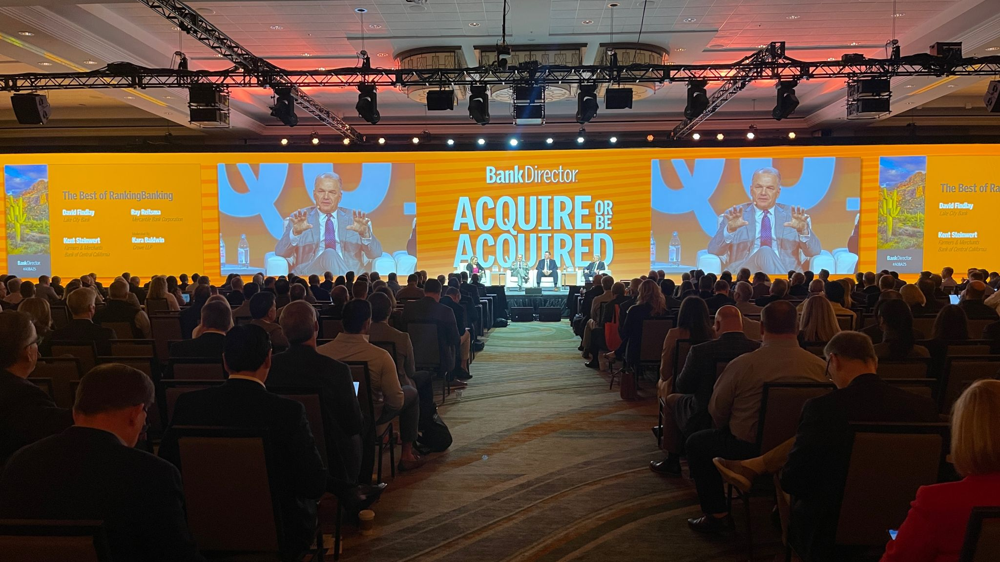 The Best of RankingBanking
David Findlay
Lake City Bank
Ray Reitsma
Mercantile Bank Corporation
Kent Steinwert
Farmers & Merchants
Bank of Central California
Moderated by
Kara Baldwin
Crowe LLP
BankDirector.
#AOBA25
QU
BankDirector.
ACQUIRE OR
BE
ACQUIRED
QU
The Best of Ra
David Findlay
Lake City Bank
Kent Steinwert
Farmers & Merchants
Bank of Central California
BankDirector.
#AOBA25